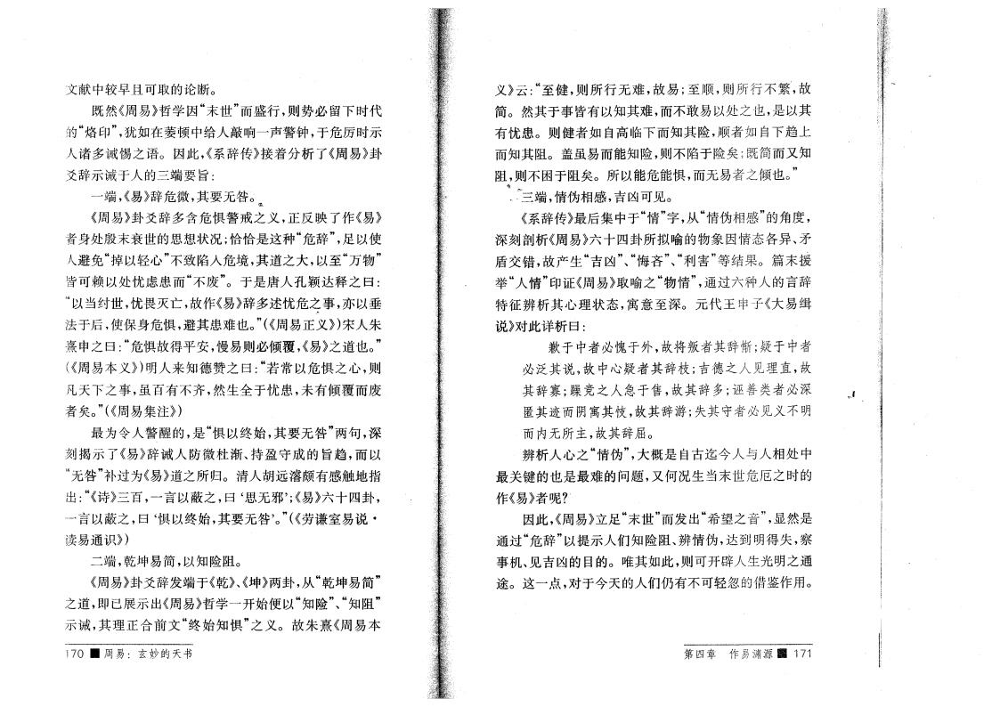 文献中较早且可取的论断。
既然《周易》哲学因“末世”而盛行,则势必留下时代
的“烙印”,犹如在萎顿中给人敲响一声警钟,于危厉时示
人诸多诫惕之语。因此,《系辞传》接着分析了《周易》卦
爻辞示诫于人的三端要旨:
一端,《易》辞危微,其要无咎。
《周易》卦爻辞多含危惧警戒之义,正反映了作《易》
者身处殷末衰世的思想状况;恰恰是这种“危辞”,足以使
人避免“掉以轻心”不致陷人危境,其道之大,以至“万物”
皆可赖以处忧虑患而“不废”。于是唐人孔颖达释之曰:
“以当纣世,忧畏灭亡,故作《易》辞多述忧危之事,亦以垂
法于后,使保身危惧,避其患难也。”(《周易正义》)宋人朱
熹申之曰:“危惧故得平安,慢易则必倾覆,《易》之道也。”
(《周易本义》)明人来知德赞之曰:“若常以危惧之心,则
凡天下之事,虽百有不齐,然生全于忧患,未有倾覆而废
者矣。”(《周易集注》)
最为令人警醒的,是“惧以终始,其要无咎”两句,深
刻揭示了《易》辞诫人防微杜渐、持盈守成的旨趣,而以
“无咎”补过为《易》道之所归。清人胡远濬颇有感触地指
出:“《诗》三百,一言以蔽之,曰‘思无邪’;《易》六十四卦,
一言以蔽之,曰‘惧以终始,其要无咎’。”(《劳谦室易说·
读易通识》)
二端,乾坤易简,以知险阻。
《周易》卦爻辞发端于《乾》、《坤》两卦,从“乾坤易简”
之道,即已展示出《周易》哲学一开始便以“知险”、“知阻”
示诫,其理正合前文“终始知惧”之义。故朱熹《周易本
170 ■ 周易:玄妙的天书
义》云:“至健,则所行无难,故易;至顺,则所行不繁,故
简。然其于事皆有以知其难,而不敢易以处之也,是以其
有忧患。则健者如自高临下而知其险,顺者如自下趋上
而知其阻。盖虽易而能知险,则不陷于险矣;既简而又知
阻,则不困于阻矣。所以能危能惧,而无易者之倾也。”
三端,情伪相感,吉凶可见。
《系辞传》最后集中于“情”字,从“情伪相感”的角度,
深刻剖析《周易》六十四卦所拟喻的物象因情态各异、矛
盾交错,故产生“吉凶”、“悔吝”、“利害”等结果。篇末援
举“人情”印证《周易》取喻之“物情”,通过六种人的言辞
特征辨析其心理状态,寓意至深。元代王申子《大易缉
说》对此详析曰:
歉于中者必愧于外,故将叛者其辞惭;疑于中者
必泛其说,故中心疑者其辞枝;吉德之人见理直,故
其辞寡;躁竞之人急于售,故其辞多;诬善类者必深
匿其迹而阴寓其忮,故其辞游;失其守者必见义不明
而内无所主,故其辞屈。
辨析人心之“情伪”,大概是自古迄今人与人相处中
最关键的也是最难的问题,又何况生当末世危厄之时的
作《易》者呢?
因此,《周易》立足“末世”而发出“希望之音”,显然是
通过“危辞”以提示人们知险阻、辨情伪,达到明得失,察
事机、见吉凶的目的。唯其如此,则可开辟人生光明之通
途。这一点,对于今天的人们仍有不可轻忽的借鉴作用。
第四章 作易溯源 ■ 171